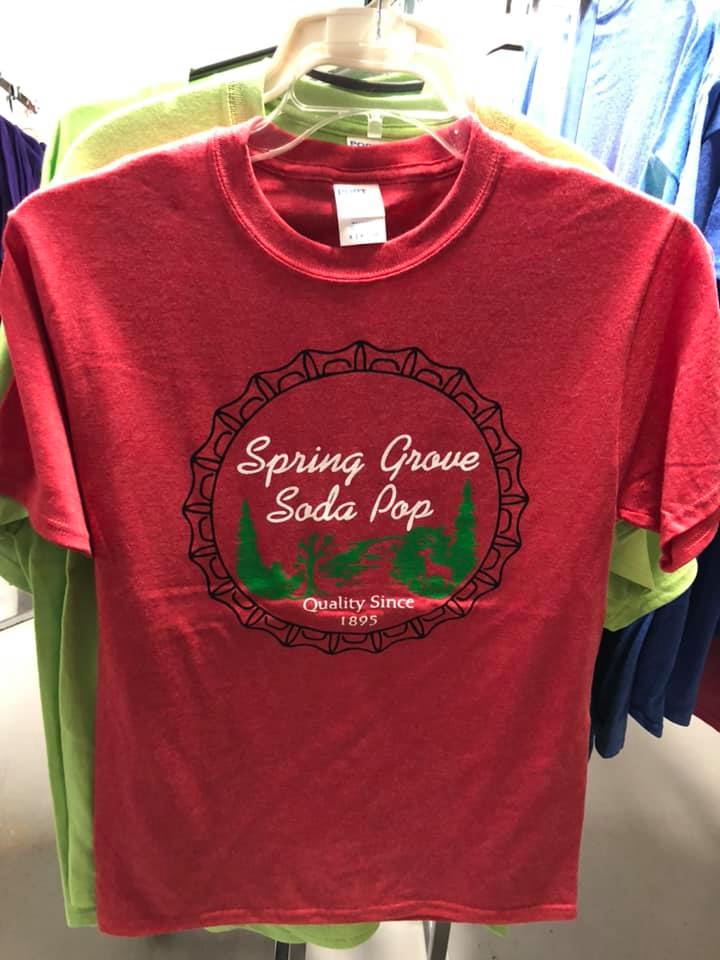 Spring Grove
Soda Pop
Quality Since
1895